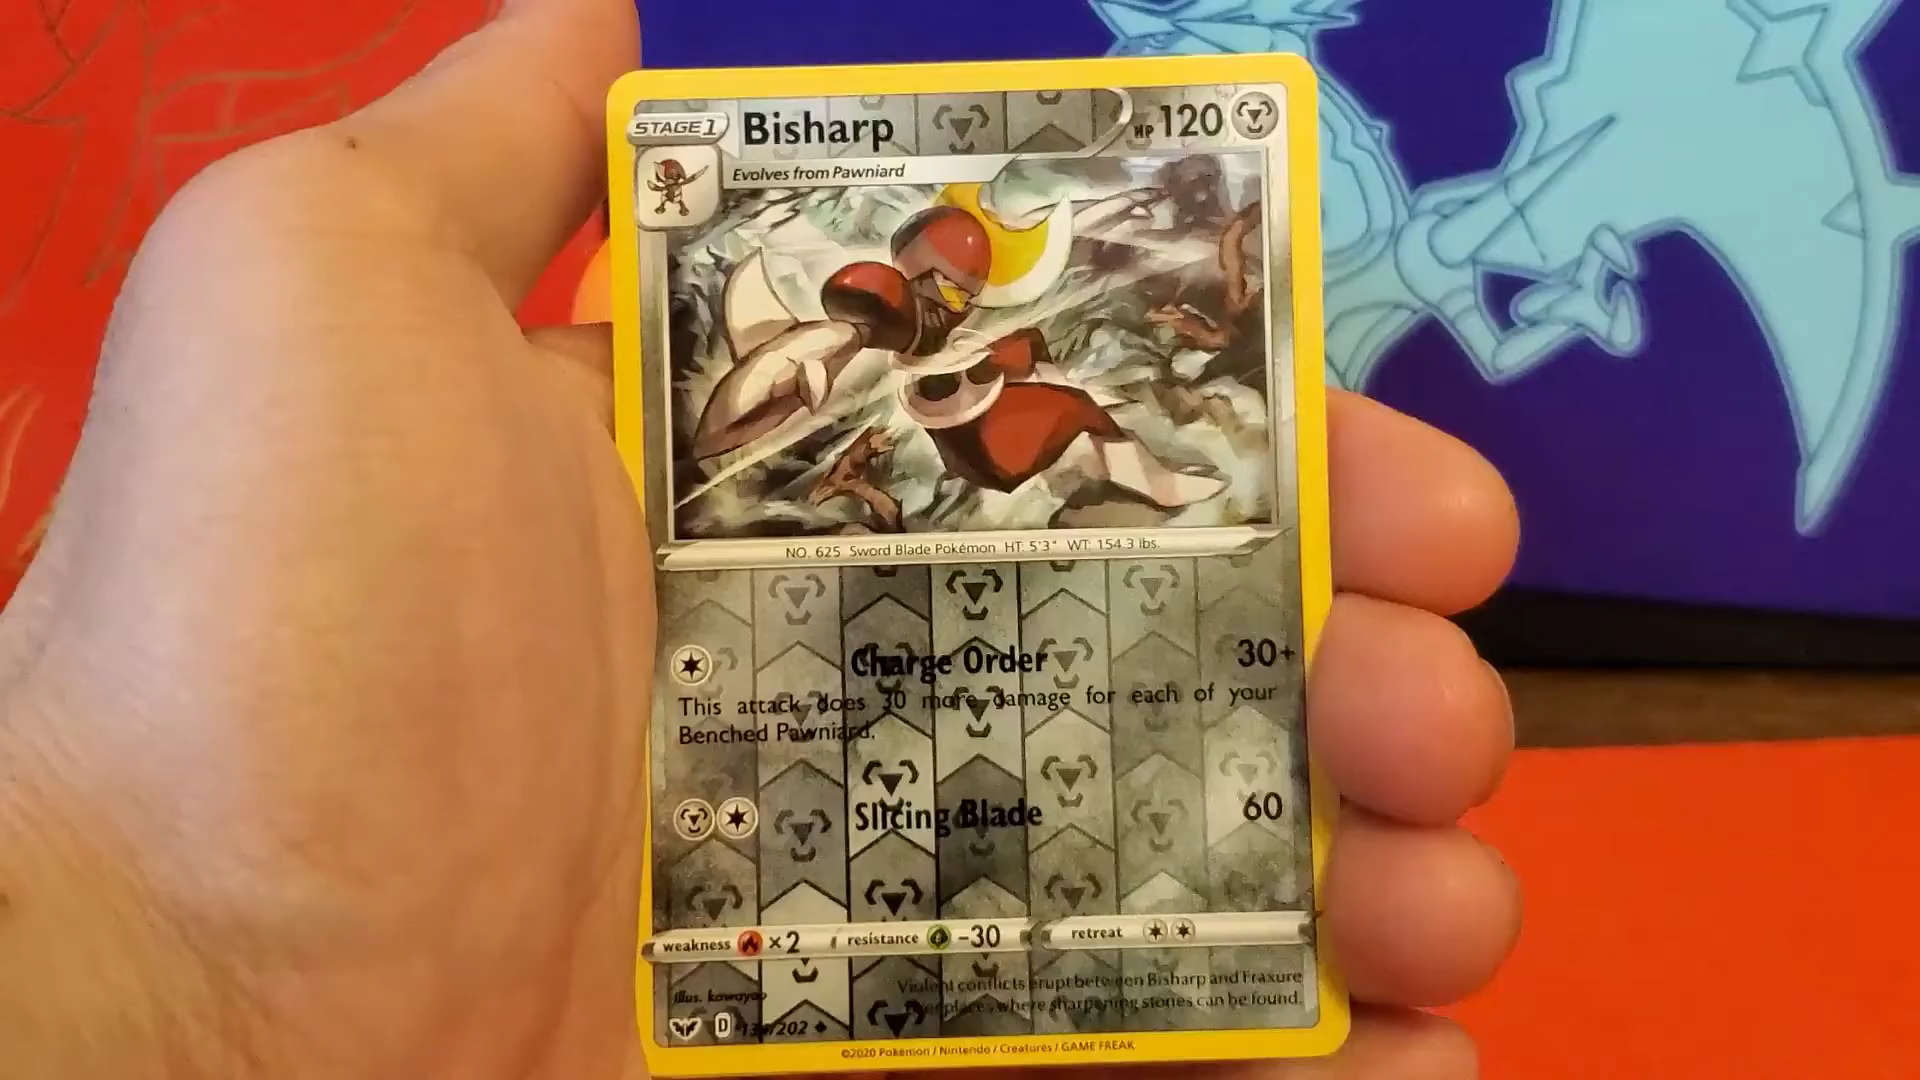 STAGE 1
Bisharp
HP 120
Evolves from Pawniard
NO. 625 Sword Blade Pokémon HT: 5'3" WT: 154.3 lbs.
Charge Order 30+
This attack does 30 more damage for each of your
Benched Pawniard.
Slicing Blade 60
weakness ×2 resistance -30 retreat
Illus. kawayoo
Violent conflicts erupt between Bisharp and Fraxure
over places where sharpening stones can be found.
D /202
©2020 Pokémon / Nintendo / Creatures / GAME FREAK